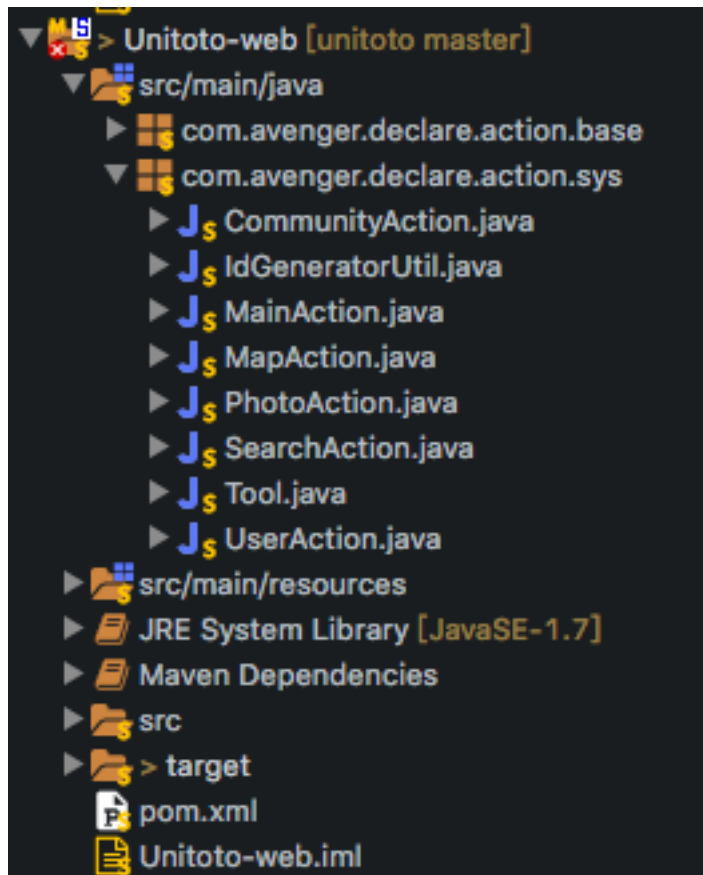 > Unitoto-web [unitoto master]
src/main/java
com.avenger.declare.action.base
com.avenger.declare.action.sys
CommunityAction.java
IdGeneratorUtil.java
MainAction.java
MapAction.java
PhotoAction.java
SearchAction.java
Tool.java
UserAction.java
src/main/resources
JRE System Library [JavaSE-1.7]
Maven Dependencies
src
> target
pom.xml
Unitoto-web.iml